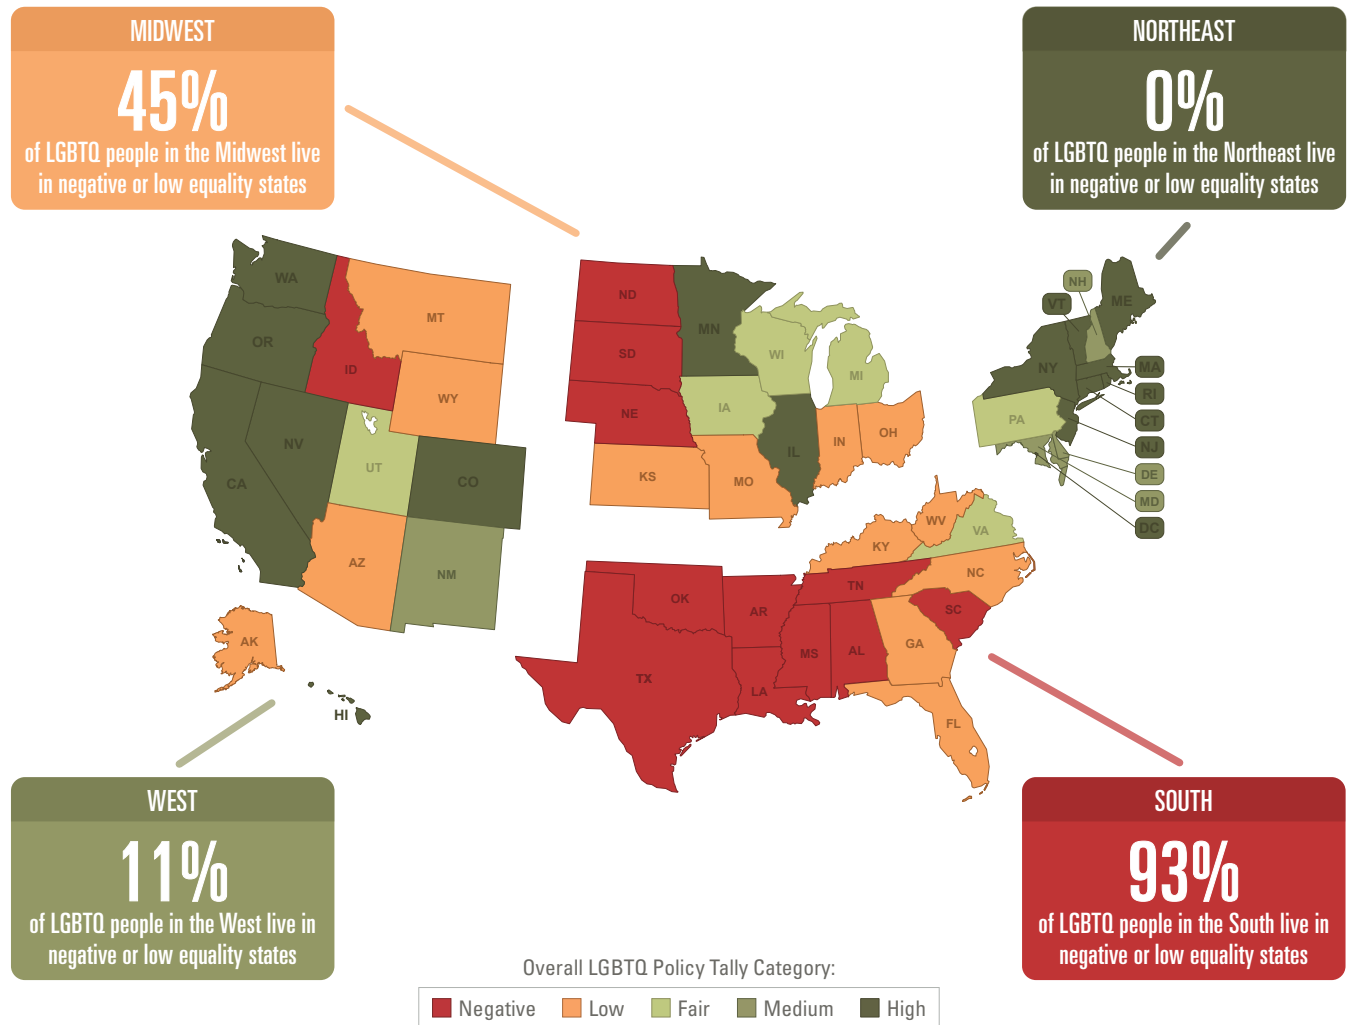 MIDWEST
45%
of LGBTQ people in the Midwest live
in negative or low equality states
NORTHEAST
0%
of LGBTQ people in the Northeast live
in negative or low equality states
WA
OR
CA
NV
ID
MT
WY
UT
CO
AZ
NM
AK
HI
ND
SD
NE
KS
MN
IA
MO
WI
IL
MI
IN
OH
NH
VT
ME
NY
MA
RI
CT
NJ
PA
DE
MD
DC
WV
VA
KY
NC
TN
SC
OK
AR
TX
LA
MS
AL
GA
FL
WEST
11%
of LGBTQ people in the West live in
negative or low equality states
SOUTH
93%
of LGBTQ people in the South live in
negative or low equality states
Overall LGBTQ Policy Tally Category:
Negative Low Fair Medium High